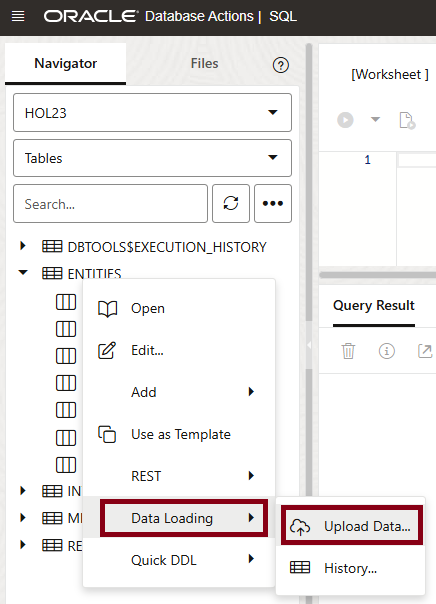 ORACLE Database Actions | SQL
Navigator
Files
[Worksheet ]
HOL23
Tables
Search...
1
DBTOOLS$EXECUTION_HISTORY
ENTITIES
Open
Edit...
Add
Use as Template
REST
IN
Data Loading
MI
Upload Data...
RE
Quick DDL
History...
Query Result